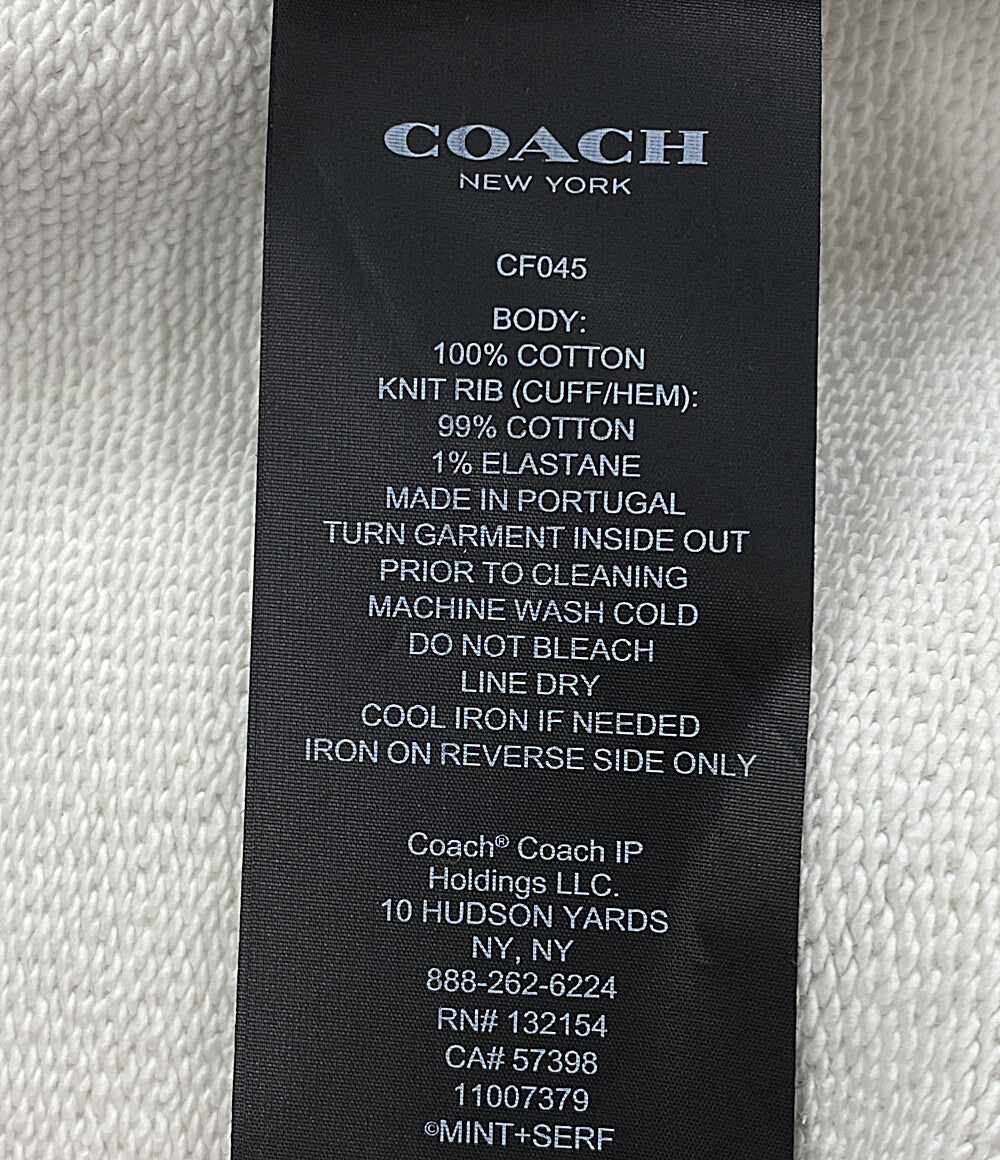 COACH
NEW YORK
CF045
BODY:
100% COTTON
KNIT RIB (CUFF/HEM):
99% COTTON
1% ELASTANE
MADE IN PORTUGAL
TURN GARMENT INSIDE OUT
PRIOR TO CLEANING
MACHINE WASH COLD
DO NOT BLEACH
LINE DRY
COOL IRON IF NEEDED
IRON ON REVERSE SIDE ONLY
Coach® Coach IP
Holdings LLC.
10 HUDSON YARDS
NY, NY
888-262-6224
RN# 132154
CA# 57398
11007379
©MINT+SERF